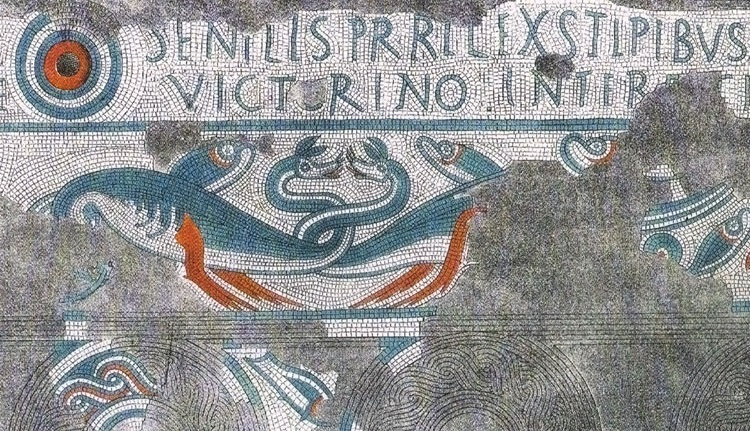 SENILIS PR REL EX STIPIBVS
VICTORINO INTER